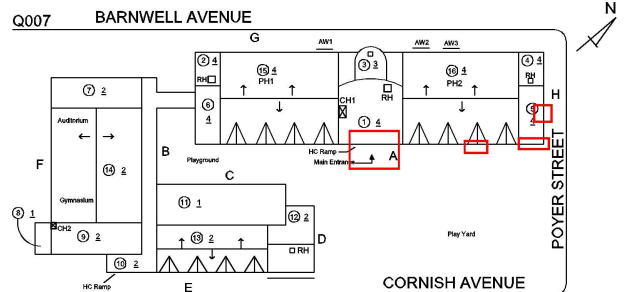 Q007 BARNWELL AVENUE
N
G
AW1 AW2 AW3
2 4
3 3
4 4
RH
15 4
PH1
16 4
PH2
RH
RH
H
7 2
6 4
CH1
1 4
5 4
Auditorium
F
B
14 2
HC Ramp
A
Main Entrance
Playground
POYER STREET
C
Gymnasium
11 1
8 1
CH2
9 2
12 2
13 2
D
RH
Play Yard
10 2
HC Ramp
E
CORNISH AVENUE